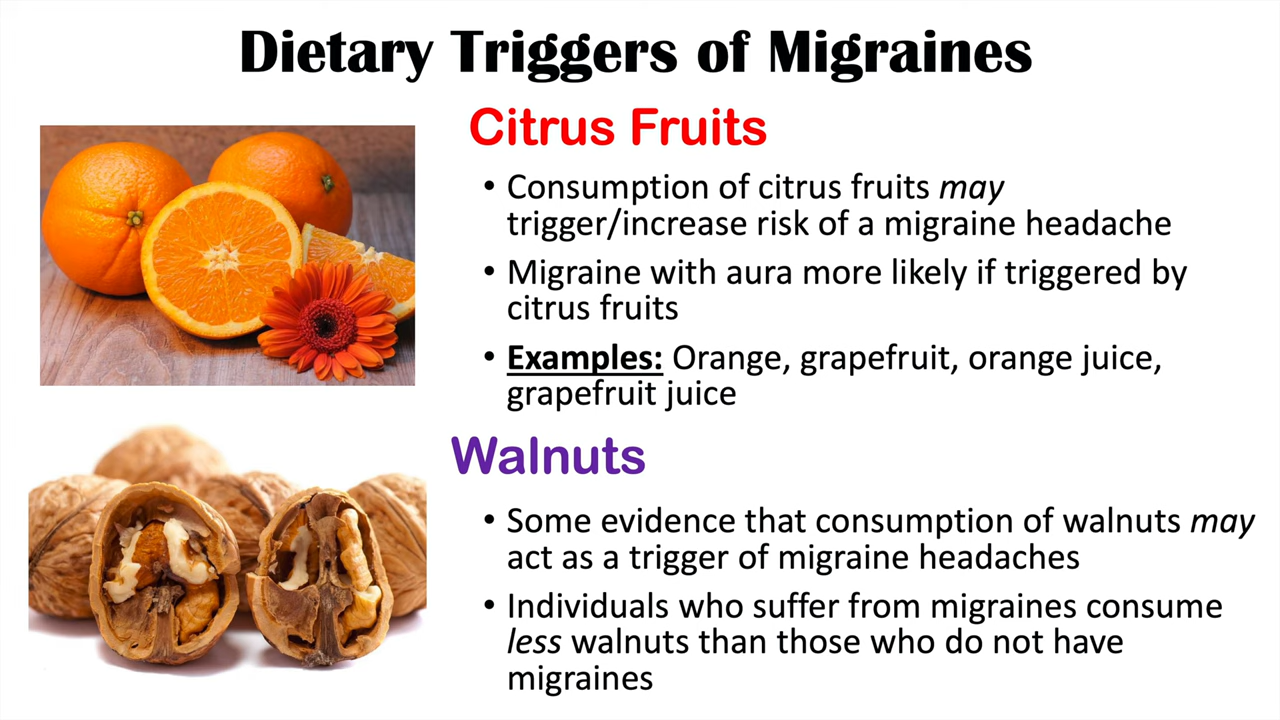 Dietary Triggers of Migraines
Citrus Fruits
• Consumption of citrus fruits may
trigger/increase risk of a migraine headache
• Migraine with aura more likely if triggered by
citrus fruits
• Examples: Orange, grapefruit, orange juice,
grapefruit juice
Walnuts
• Some evidence that consumption of walnuts may
act as a trigger of migraine headaches
• Individuals who suffer from migraines consume
less walnuts than those who do not have
migraines